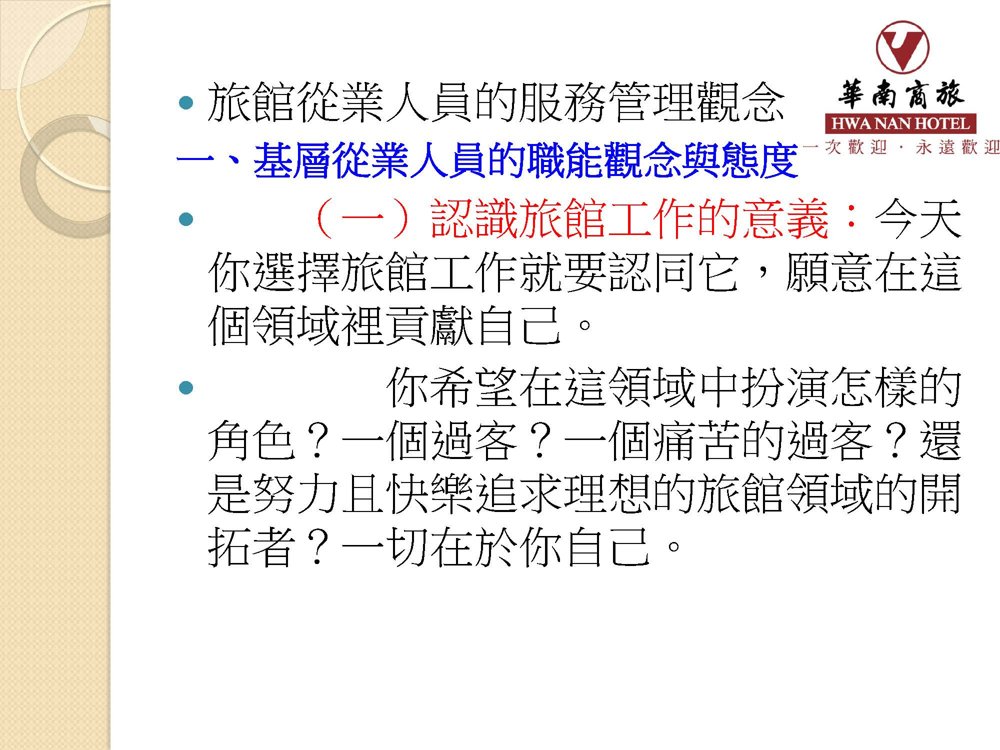 華南商旅
HWA NAN HOTEL
一次歡迎．永遠歡迎
• 旅館從業人員的服務管理觀念
一、基層從業人員的職能觀念與態度
• （一）認識旅館工作的意義：今天
你選擇旅館工作就要認同它，願意在這
個領域裡貢獻自己。
• 你希望在這領域中扮演怎樣的
角色？一個過客？一個痛苦的過客？還
是努力且快樂追求理想的旅館領域的開
拓者？一切在於你自己。